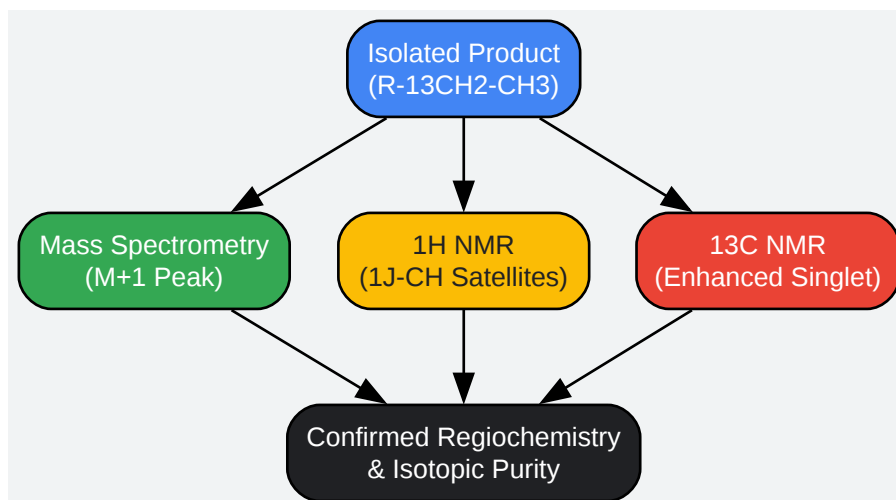 Isolated Product
(R-13CH2-CH3)
Mass Spectrometry
(M+1 Peak)
1H NMR
(1J-CH Satellites)
13C NMR
(Enhanced Singlet)
Confirmed Regiochemistry
& Isotopic Purity